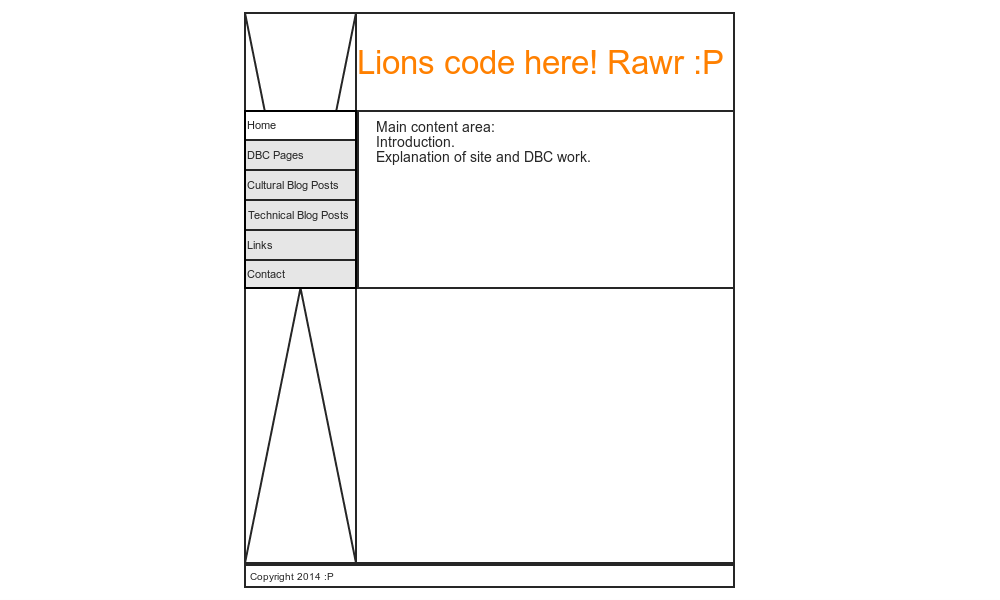 Lions code here! Rawr :P
Home
DBC Pages
Cultural Blog Posts
Technical Blog Posts
Links
Contact
Main content area:
Introduction.
Explanation of site and DBC work.
Copyright 2014 :P